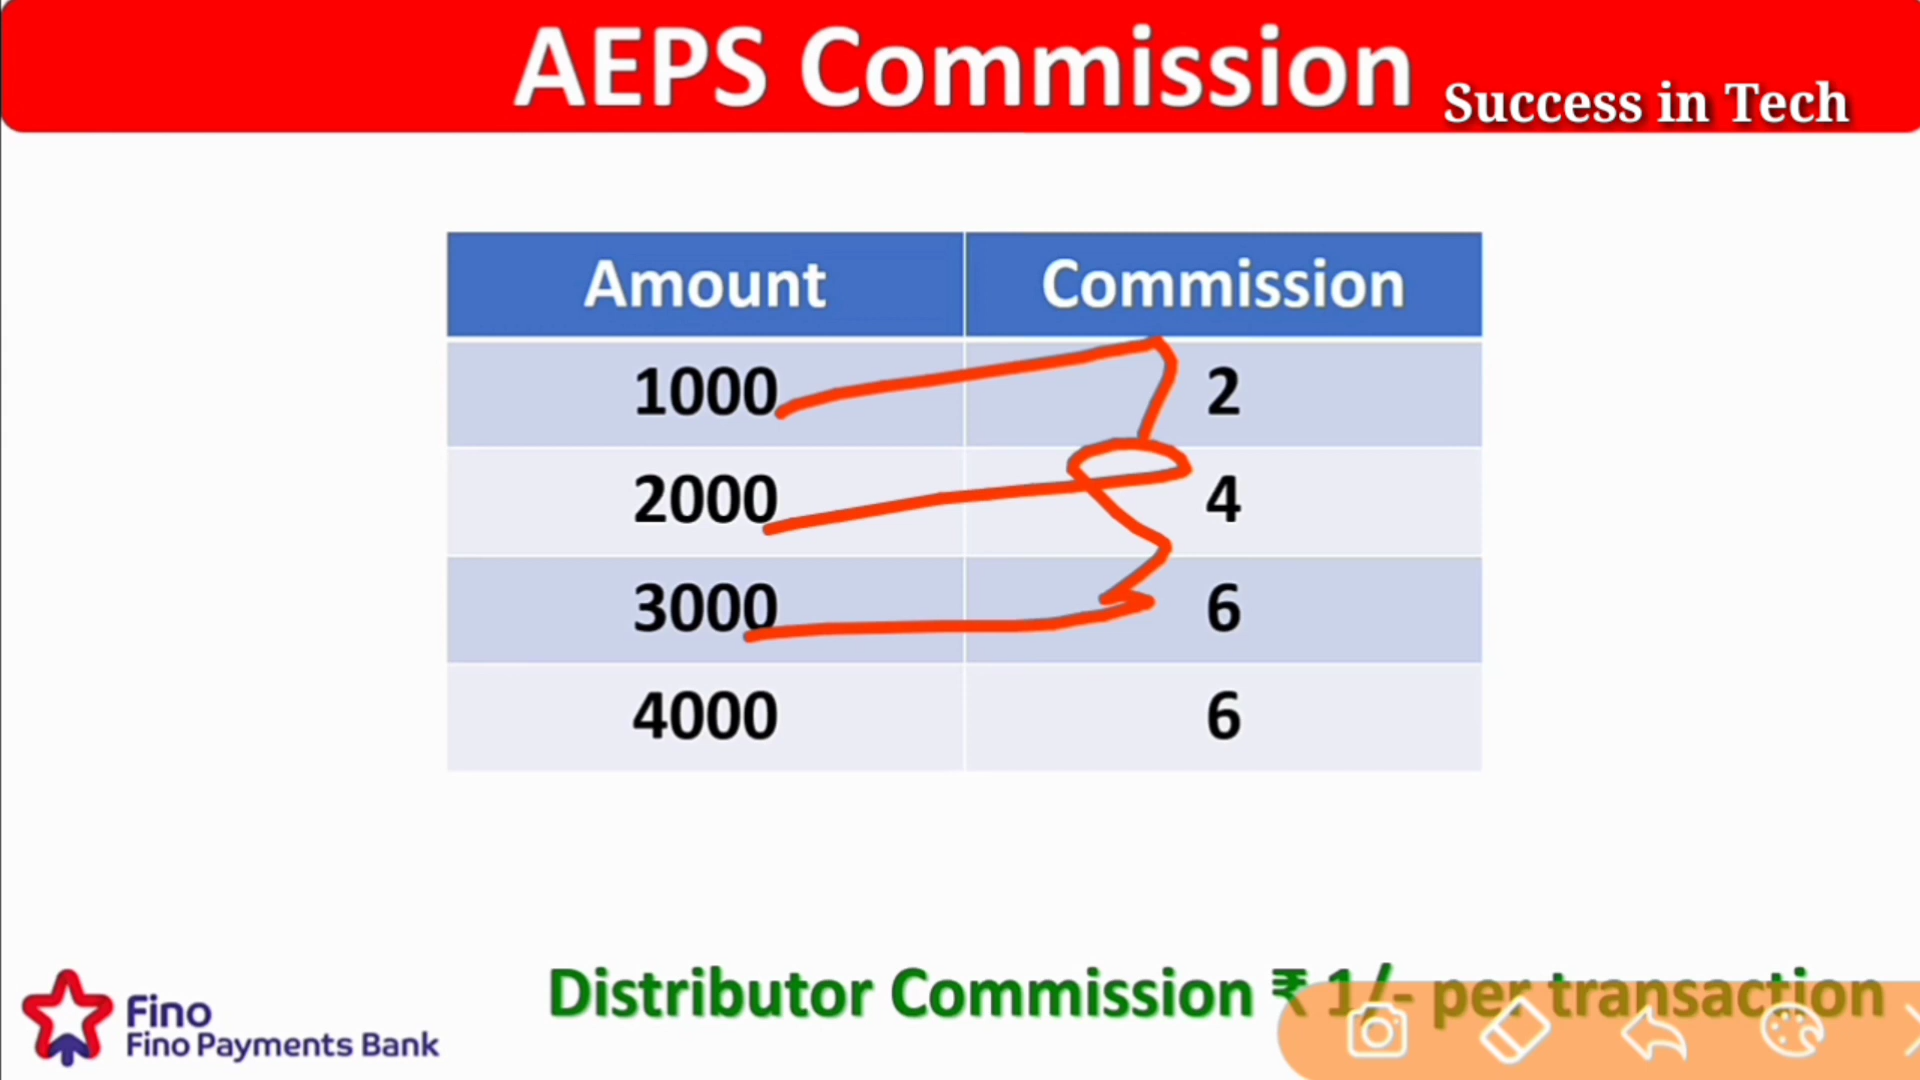 AEPS Commission
Success in Tech
Amount Commission
1000 2
2000 4
3000 6
4000 6
Distributor Commission ₹ 1/- per transaction
Fino
Fino Payments Bank